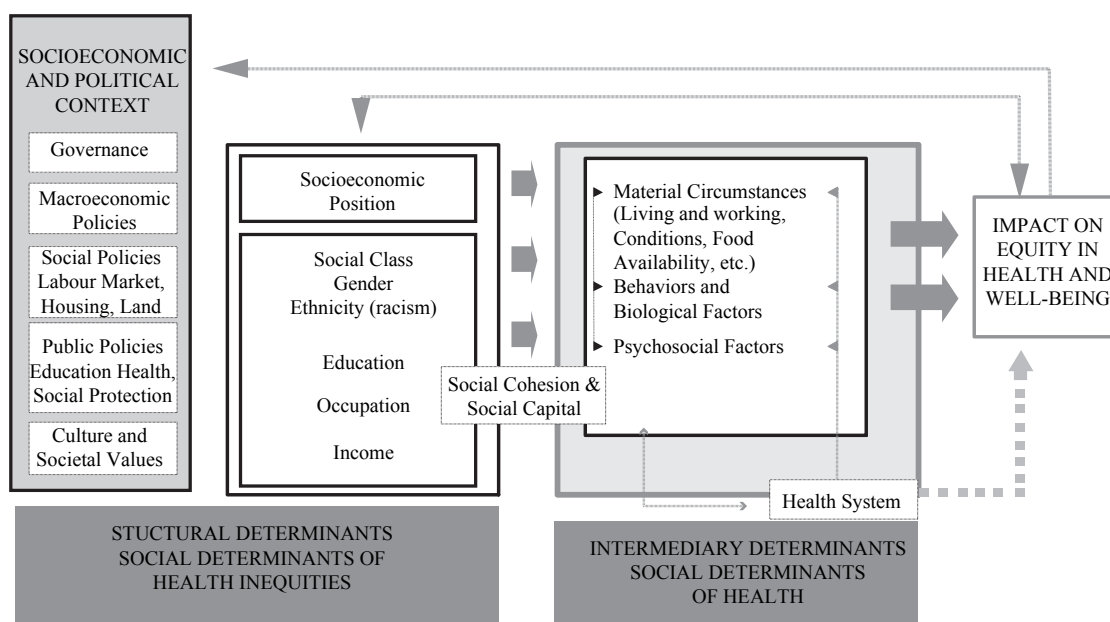 SOCIOECONOMIC
AND POLITICAL
CONTEXT
Governance
Macroeconomic
Policies
Social Policies
Labour Market,
Housing, Land
Public Policies
Education Health,
Social Protection
Culture and
Societal Values
Socioeconomic
Position
Social Class
Gender
Ethnicity (racism)
Education
Occupation
Income
Social Cohesion &
Social Capital
Material Circumstances
(Living and working,
Conditions, Food
Availability, etc.)
Behaviors and
Biological Factors
Psychosocial Factors
Health System
IMPACT ON
EQUITY IN
HEALTH AND
WELL-BEING
STUCTURAL DETERMINANTS
SOCIAL DETERMINANTS OF
HEALTH INEQUITIES
INTERMEDIARY DETERMINANTS
SOCIAL DETERMINANTS
OF HEALTH